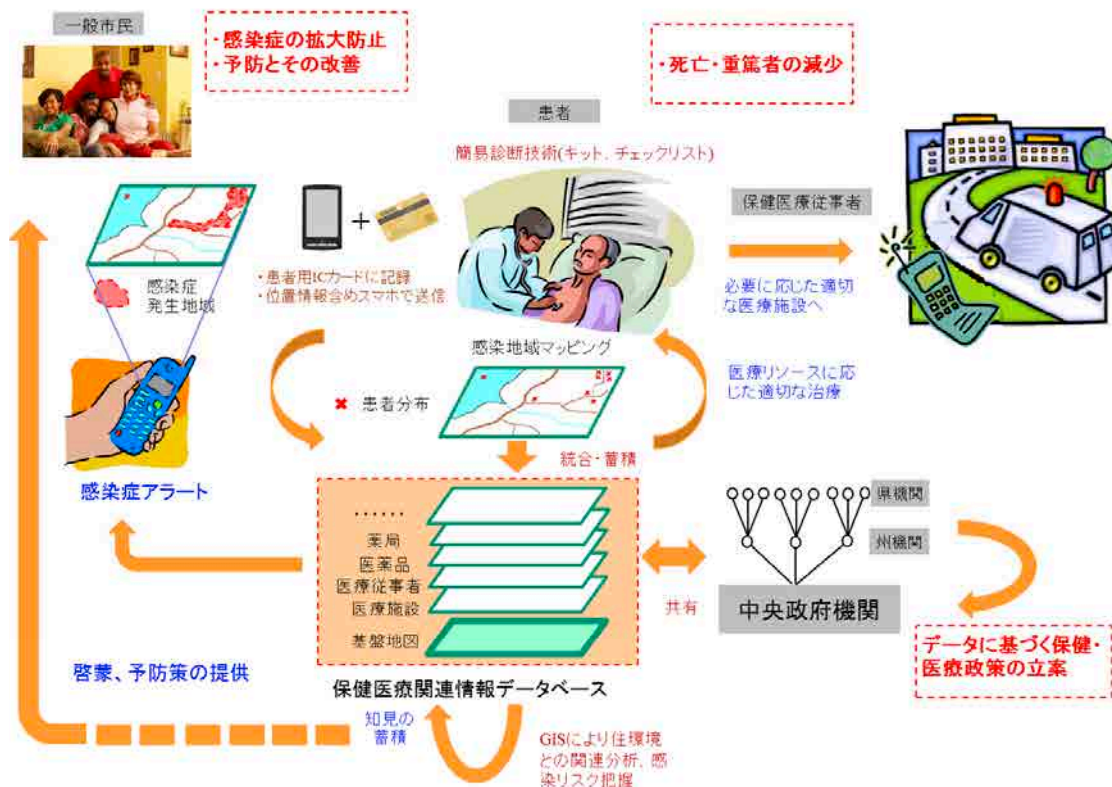 一般市民
・感染症の拡大防止
・予防とその改善
・死亡・重篤者の減少
患者
簡易診断技術(キット、チェックリスト)
保健医療従事者
・患者用ICカードに記録
・位置情報含めスマホで送信
感染症
発生地域
必要に応じた適切
な医療施設へ
感染地域マッピング
医療リソースに応
じた適切な治療
患者分布
統合・蓄積
感染症アラート
県機関
州機関
中央政府機関
共有
……
薬局
医薬品
医療従事者
医療施設
基盤地図
データに基づく保健・
医療政策の立案
啓蒙、予防策の提供
保健医療関連情報データベース
知見の
蓄積
GISにより住環境
との関連分析、感
染リスク把握